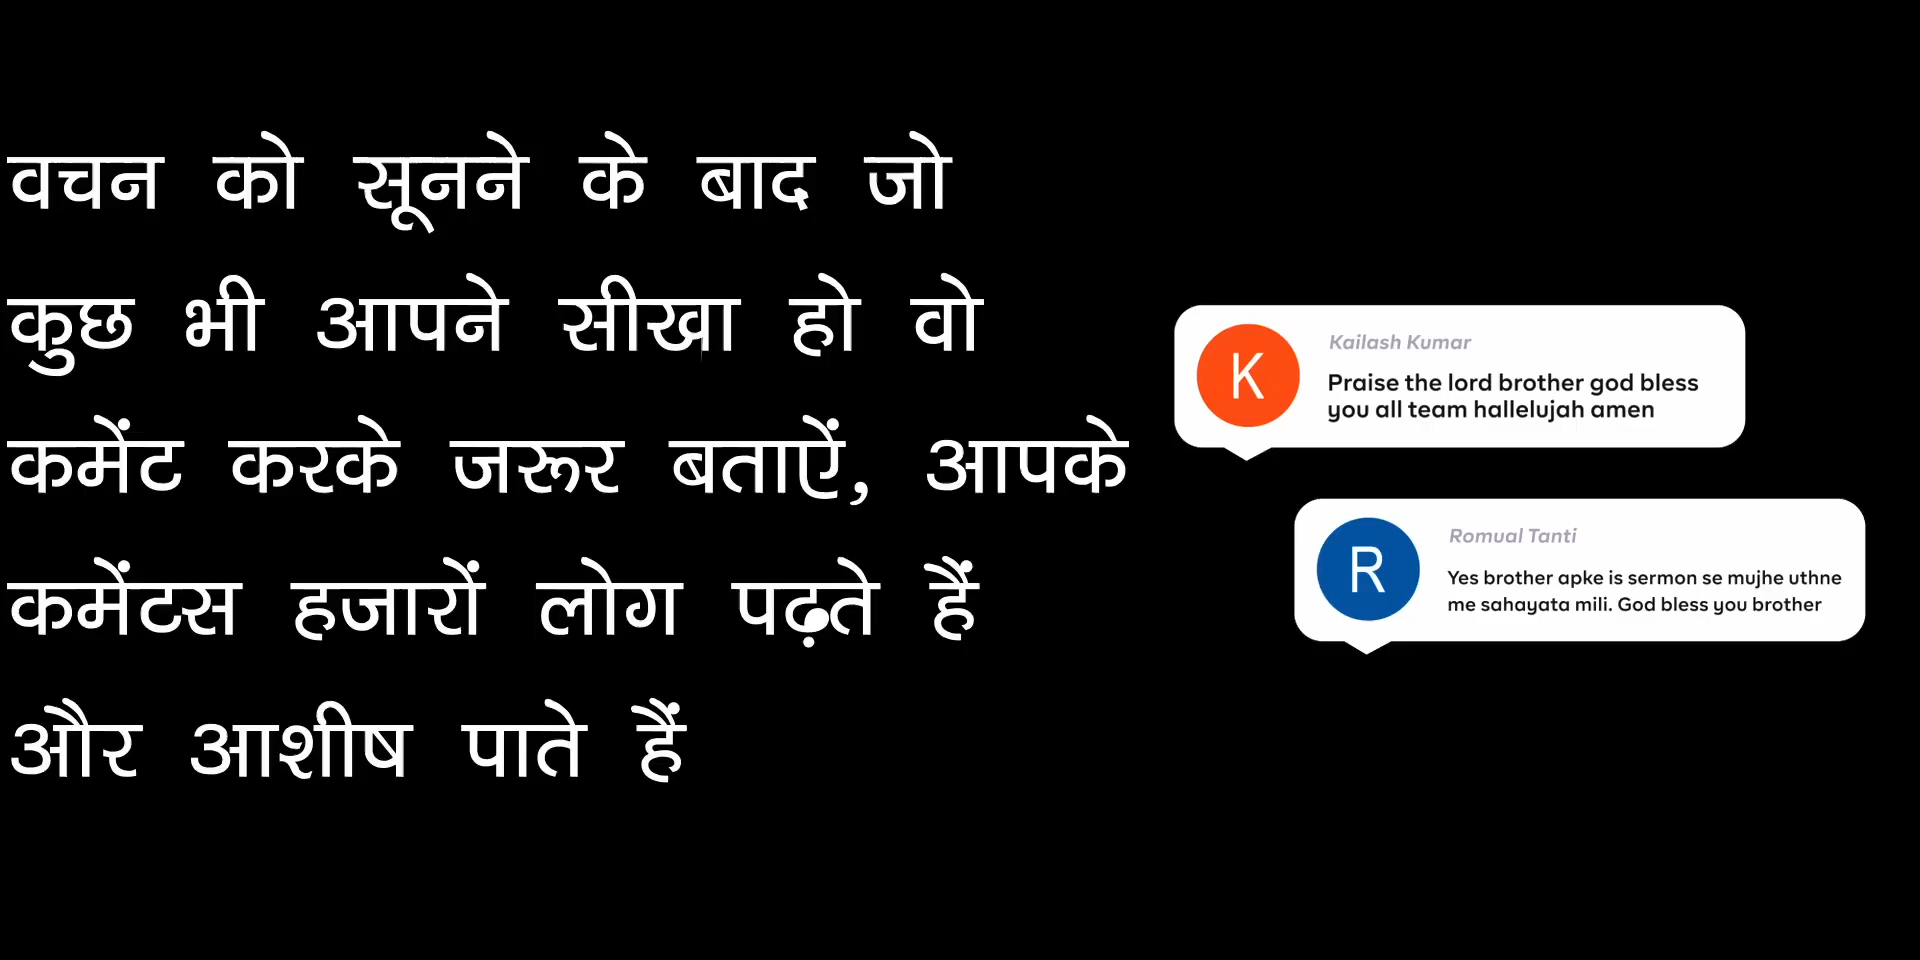 वचन को सूनने के बाद जो
कुछ भी आपने सीखा हो वो
कमेंट करके जरूर बताऐं, आपके
कमेंटस हजारों लोग पढ़ते हैं
और आशीष पाते हैं
K
Kailash Kumar
Praise the lord brother god bless
you all team hallelujah amen
R
Romual Tanti
Yes brother apke is sermon se mujhe uthne
me sahayata mili. God bless you brother